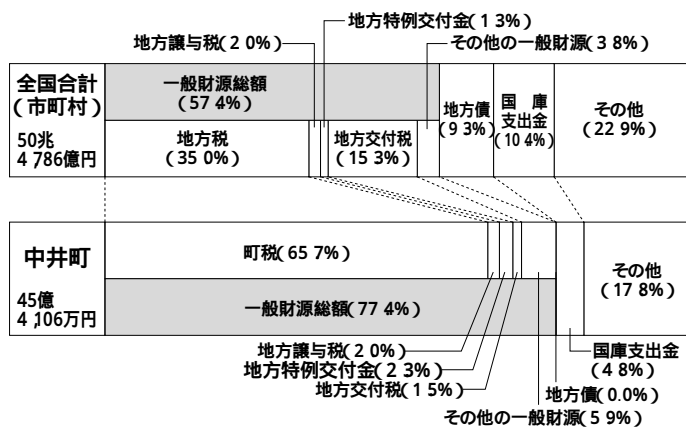 地方特例交付金(1 3%)
地方譲与税(2 0%)
その他の一般財源(3 8%)
全国合計
(市町村)
50兆
4 786億円
一般財源総額
(57 4%)
地方税
(35 0%)
地方交付税
(15 3%)
地方債
(9 3%)
国 庫
支出金
(10 4%)
その他
(22 9%)
中井町
45億
4 ,106万円
町税(65 7%)
一般財源総額(77 4%)
その他
(17 8%)
地方譲与税(2 0%)
地方特例交付金(2 3%)
地方交付税(1 5%)
その他の一般財源(5 9%)
地方債(0.0%)
国庫支出金
(4 8%)